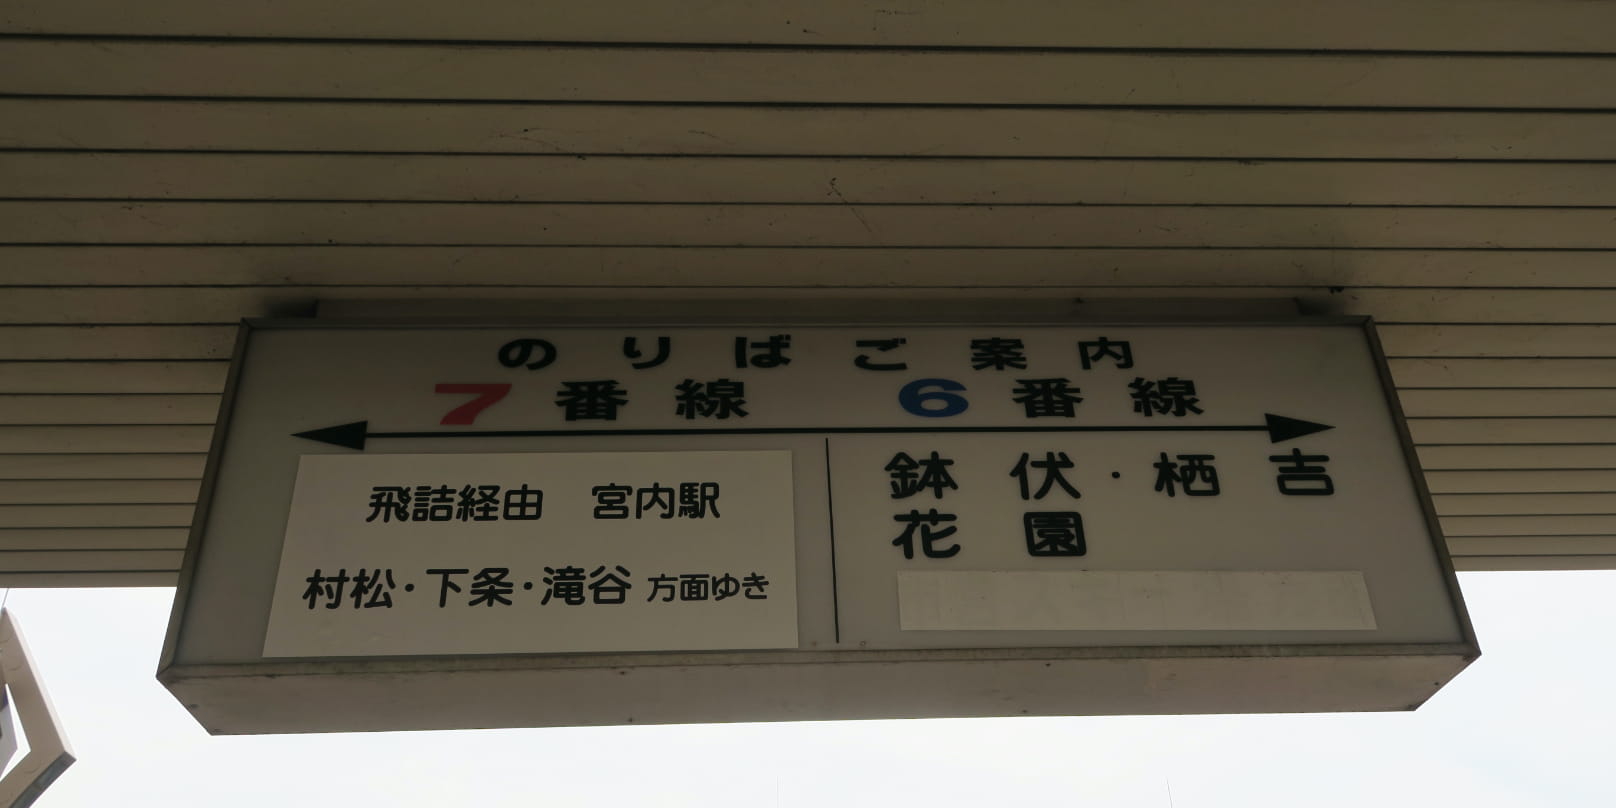 のりばご案内
7番線
飛詰経由　宮内駅
村松・下条・滝谷 方面ゆき
6番線
鉢伏・栖吉
花園